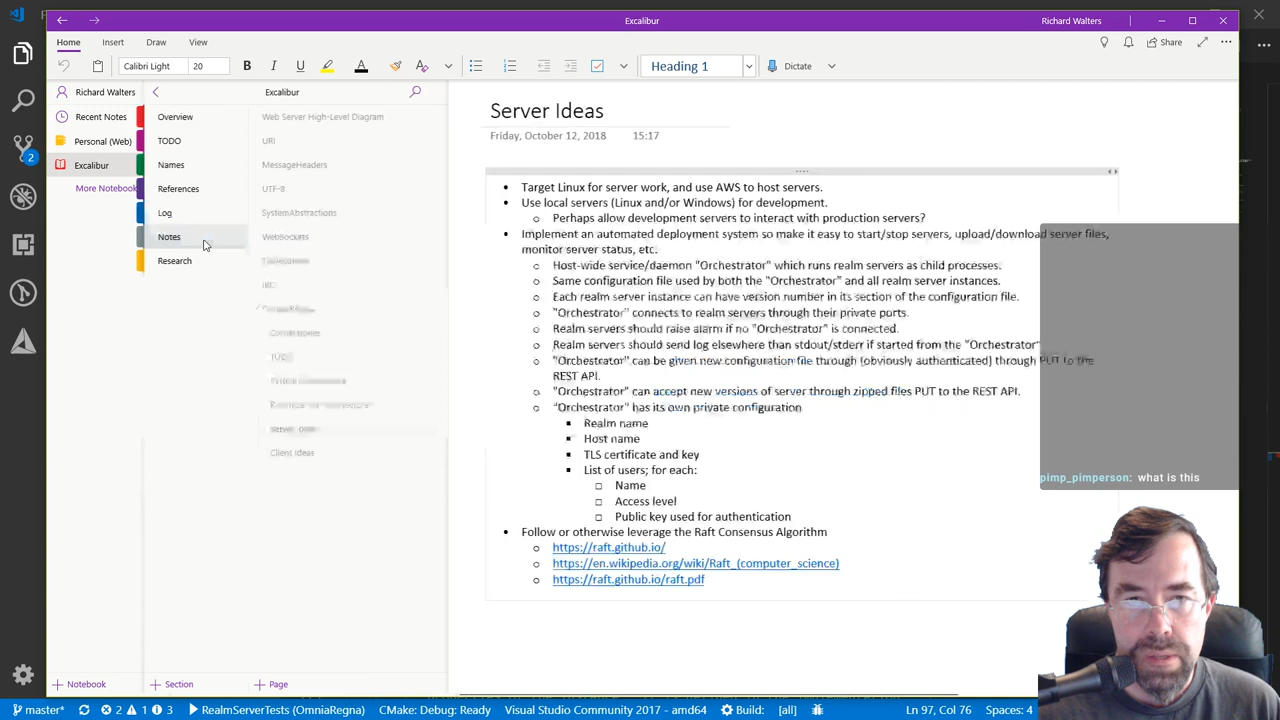 Excalibur
Richard Walters
Home
Insert
Draw
View
Share
Calibri Light
20
B
I
U
A
Heading 1
Dictate
Richard Walters
Recent Notes
Personal (Web)
Excalibur
More Notebook
Overview
TODO
Names
References
Log
Notes
Research
Excalibur
Web Server High-Level Diagram
URI
MessageHeaders
UTF-8
SystemAbstractions
WebSockets
Client Ideas
Server Ideas
Friday, October 12, 2018 15:17
Target Linux for server work, and use AWS to host servers.
Use local servers (Linux and/or Windows) for development.
Perhaps allow development servers to interact with production servers?
Implement an automated deployment system so make it easy to start/stop servers, upload/download server files,
monitor server status, etc.
Host-wide service/daemon "Orchestrator" which runs realm servers as child processes.
Same configuration file used by both the "Orchestrator" and all realm server instances.
Each realm server instance can have version number in its section of the configuration file.
"Orchestrator" connects to realm servers through their private ports.
Realm servers should raise alarm if no "Orchestrator" is connected.
Realm servers should send log elsewhere than stdout/stderr if started from the "Orchestrator"
"Orchestrator" can be given new configuration file through (obviously authenticated) through PUT to the
REST API.
"Orchestrator" can accept new versions of server through zipped files PUT to the REST API.
"Orchestrator" has its own private configuration
Realm name
Host name
TLS certificate and key
List of users; for each:
Name
Access level
Public key used for authentication
Follow or otherwise leverage the Raft Consensus Algorithm
https://raft.github.io/
https://en.wikipedia.org/wiki/Raft_(computer_science)
https://raft.github.io/raft.pdf
pimp_pimperson: what is this
2
+ Notebook
+ Section
+ Page
master*
2 1 3
RealmServerTests (OmniaRegna)
CMake: Debug: Ready
Visual Studio Community 2017 - amd64
Build:
[all]
Ln 97, Col 76
Spaces: 4